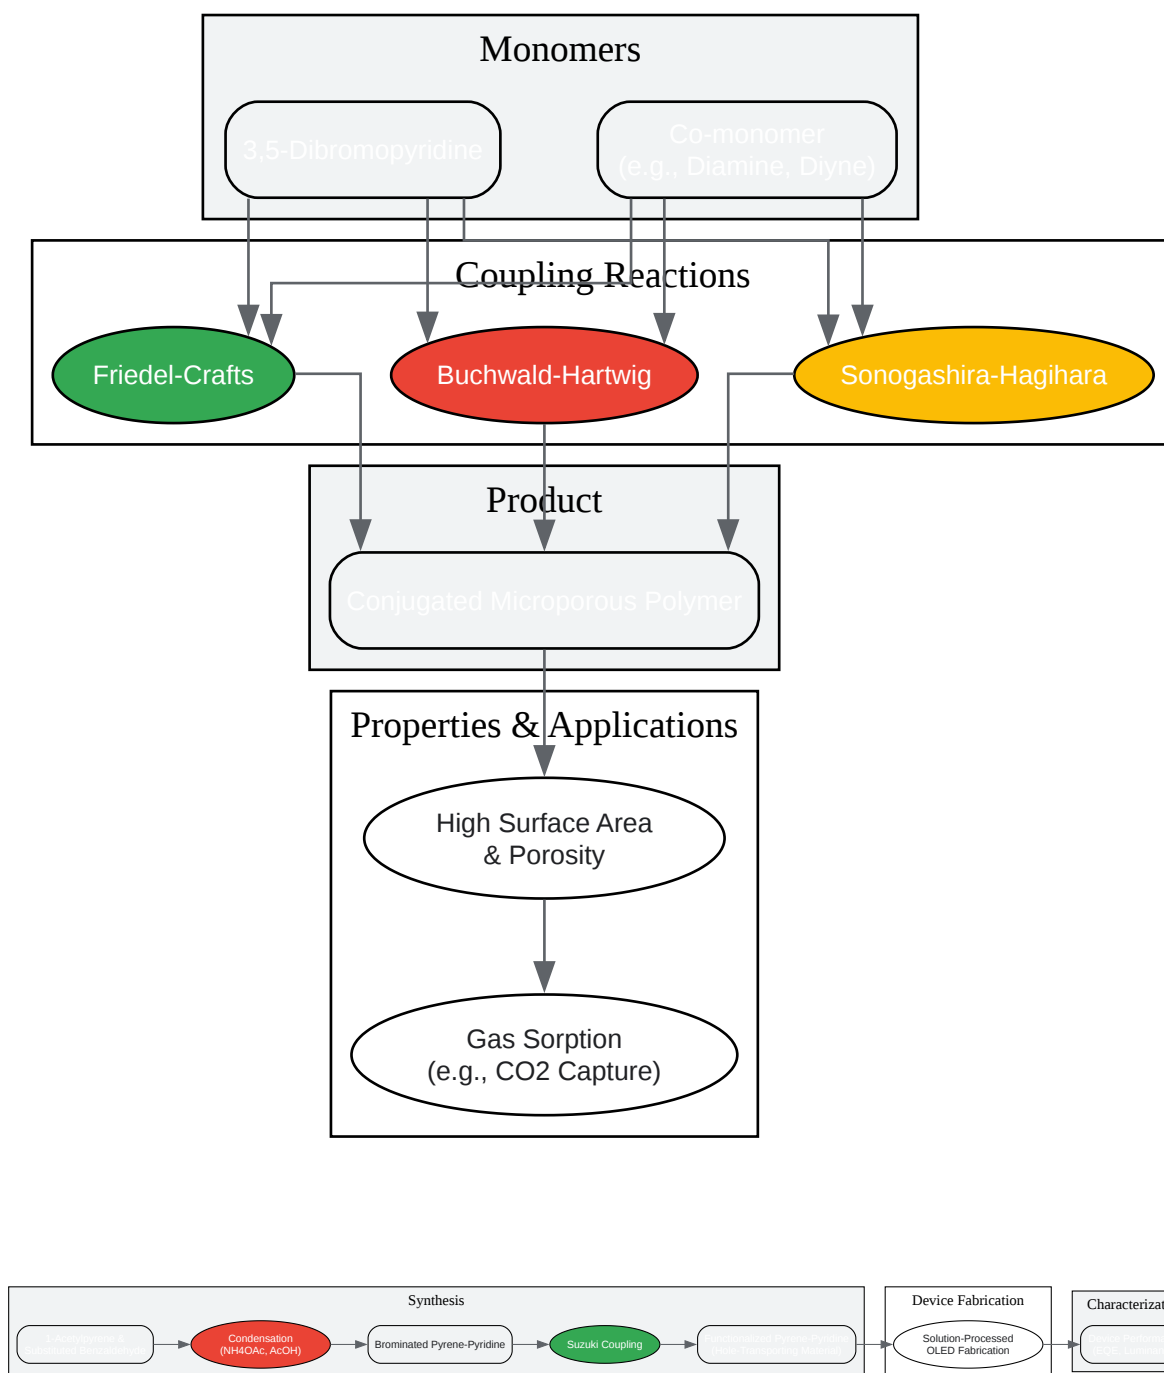 Monomers
3,5-Dibromopyridine
Co-monomer
(e.g., Diamine, Diyne)
Coupling Reactions
Friedel-Crafts
Buchwald-Hartwig
Sonogashira-Hagihara
Product
Conjugated Microporous Polymer
Properties & Applications
High Surface Area
& Porosity
Gas Sorption
(e.g., CO2 Capture)
Synthesis
Condensation
(NH4OAc, AcOH)
Brominated Pyrene-Pyridine
Suzuki Coupling
Device Fabrication
Solution-Processed
OLED Fabrication